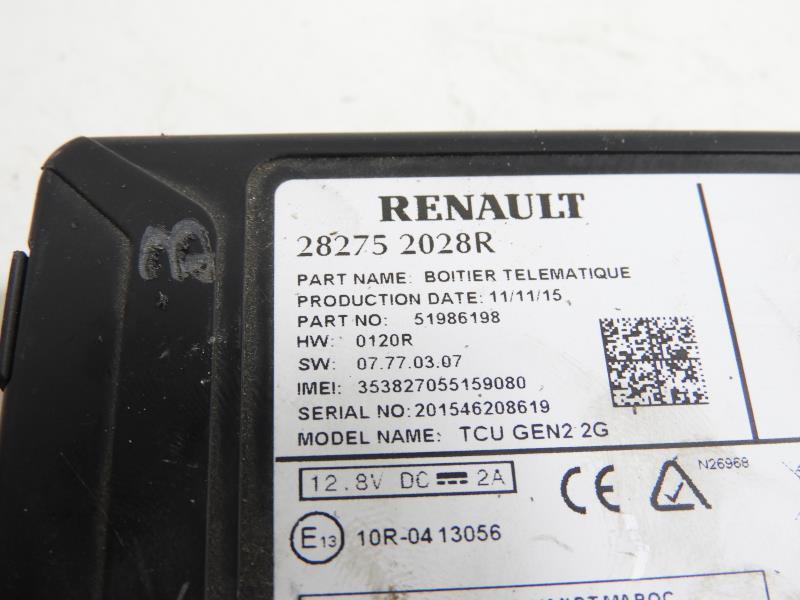 RENAULT
28275 2028R
PART NAME: BOITIER TELEMATIQUE
PRODUCTION DATE: 11/11/15
PART NO: 51986198
HW: 0120R
SW: 07.77.03.07
IMEI: 353827055159080
SERIAL NO:201546208619
MODEL NAME: TCU GEN2 2G
12.8V DC 2A
CE
N26968
E13 10R-0413056
MAROC